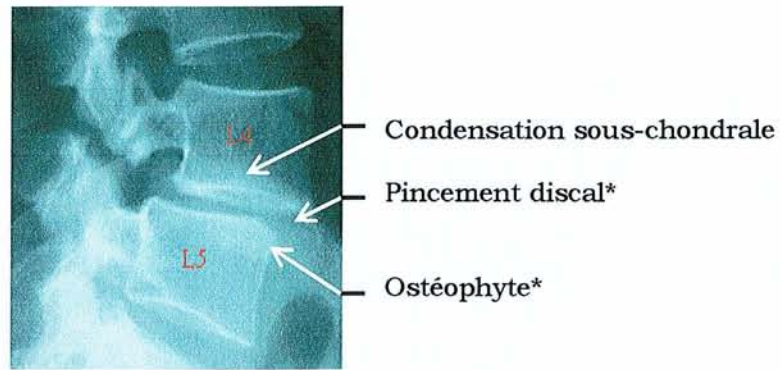 L4
Condensation sous-chondrale
Pincement discal*
L5
Ostéophyte*